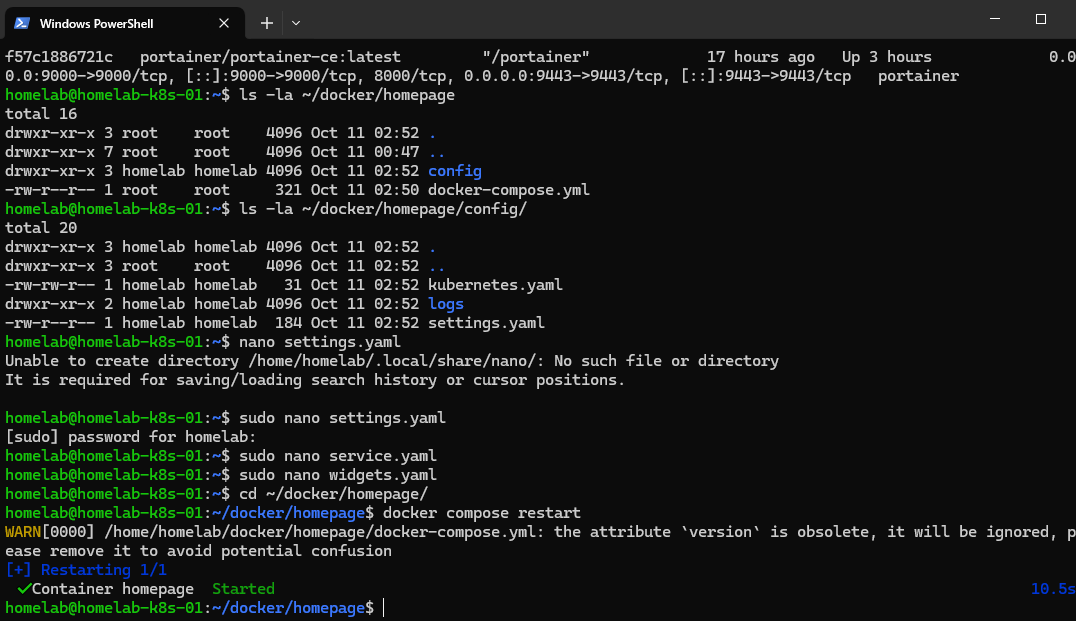 Windows PowerShell
f57c1886721c   portainer/portainer-ce:latest         "/portainer"             17 hours ago   Up 3 hours             0.0
0.0:9000->9000/tcp, [::]:9000->9000/tcp, 8000/tcp, 0.0.0.0:9443->9443/tcp, [::]:9443->9443/tcp   portainer
homelab@homelab-k8s-01:~$ ls -la ~/docker/homepage
total 16
drwxr-xr-x 3 root    root    4096 Oct 11 02:52 .
drwxr-xr-x 7 root    root    4096 Oct 11 00:47 ..
drwxr-xr-x 3 homelab homelab 4096 Oct 11 02:52 config
-rw-r--r-- 1 root    root     321 Oct 11 02:50 docker-compose.yml
homelab@homelab-k8s-01:~$ ls -la ~/docker/homepage/config/
total 20
drwxr-xr-x 3 homelab homelab 4096 Oct 11 02:52 .
drwxr-xr-x 3 root    root    4096 Oct 11 02:52 ..
-rw-rw-r-- 1 homelab homelab   31 Oct 11 02:52 kubernetes.yaml
drwxr-xr-x 2 homelab homelab 4096 Oct 11 02:52 logs
-rw-r--r-- 1 homelab homelab  184 Oct 11 02:52 settings.yaml
homelab@homelab-k8s-01:~$ nano settings.yaml
Unable to create directory /home/homelab/.local/share/nano/: No such file or directory
It is required for saving/loading search history or cursor positions.
homelab@homelab-k8s-01:~$ sudo nano settings.yaml
[sudo] password for homelab:
homelab@homelab-k8s-01:~$ sudo nano service.yaml
homelab@homelab-k8s-01:~$ sudo nano widgets.yaml
homelab@homelab-k8s-01:~$ cd ~/docker/homepage/
homelab@homelab-k8s-01:~/docker/homepage$ docker compose restart
WARN[0000] /home/homelab/docker/homepage/docker-compose.yml: the attribute `version` is obsolete, it will be ignored, p
ease remove it to avoid potential confusion
[+] Restarting 1/1
✓Container homepage  Started                                                                                    10.5s
homelab@homelab-k8s-01:~/docker/homepage$